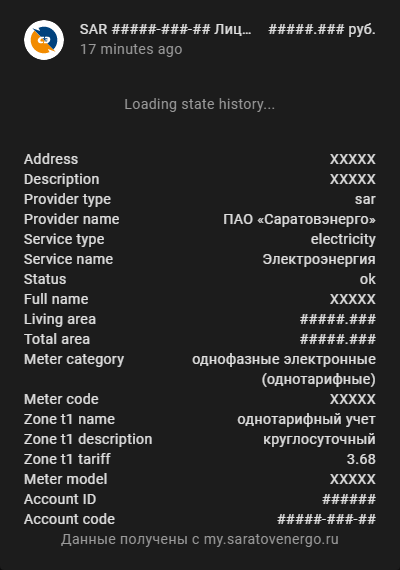 SAR #####-###-## Лиц... #####.### руб.
17 minutes ago
Loading state history...
Address XXXXX
Description XXXXX
Provider type sar
Provider name ПАО «Саратовэнерго»
Service type electricity
Service name Электроэнергия
Status ok
Full name XXXXX
Living area #####.###
Total area #####.###
Meter category однофазные электронные
(однотарифные)
Meter code XXXXX
Zone t1 name однотарифный учет
Zone t1 description круглосуточный
Zone t1 tariff 3.68
Meter model XXXXX
Account ID ######
Account code #####-###-##
Данные получены с my.saratovenergo.ru